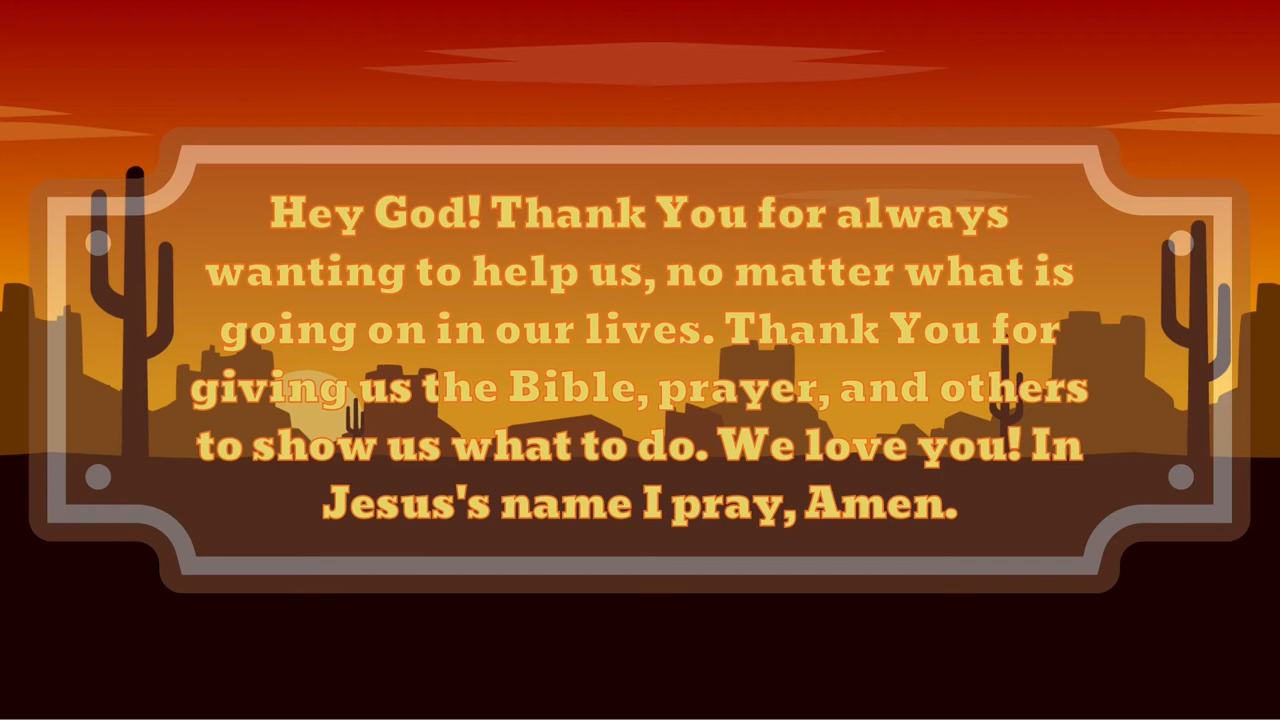 Hey God! Thank You for always
wanting to help us, no matter what is
going on in our lives. Thank You for
giving us the Bible, prayer, and others
to show us what to do. We love you! In
Jesus's name I pray, Amen.